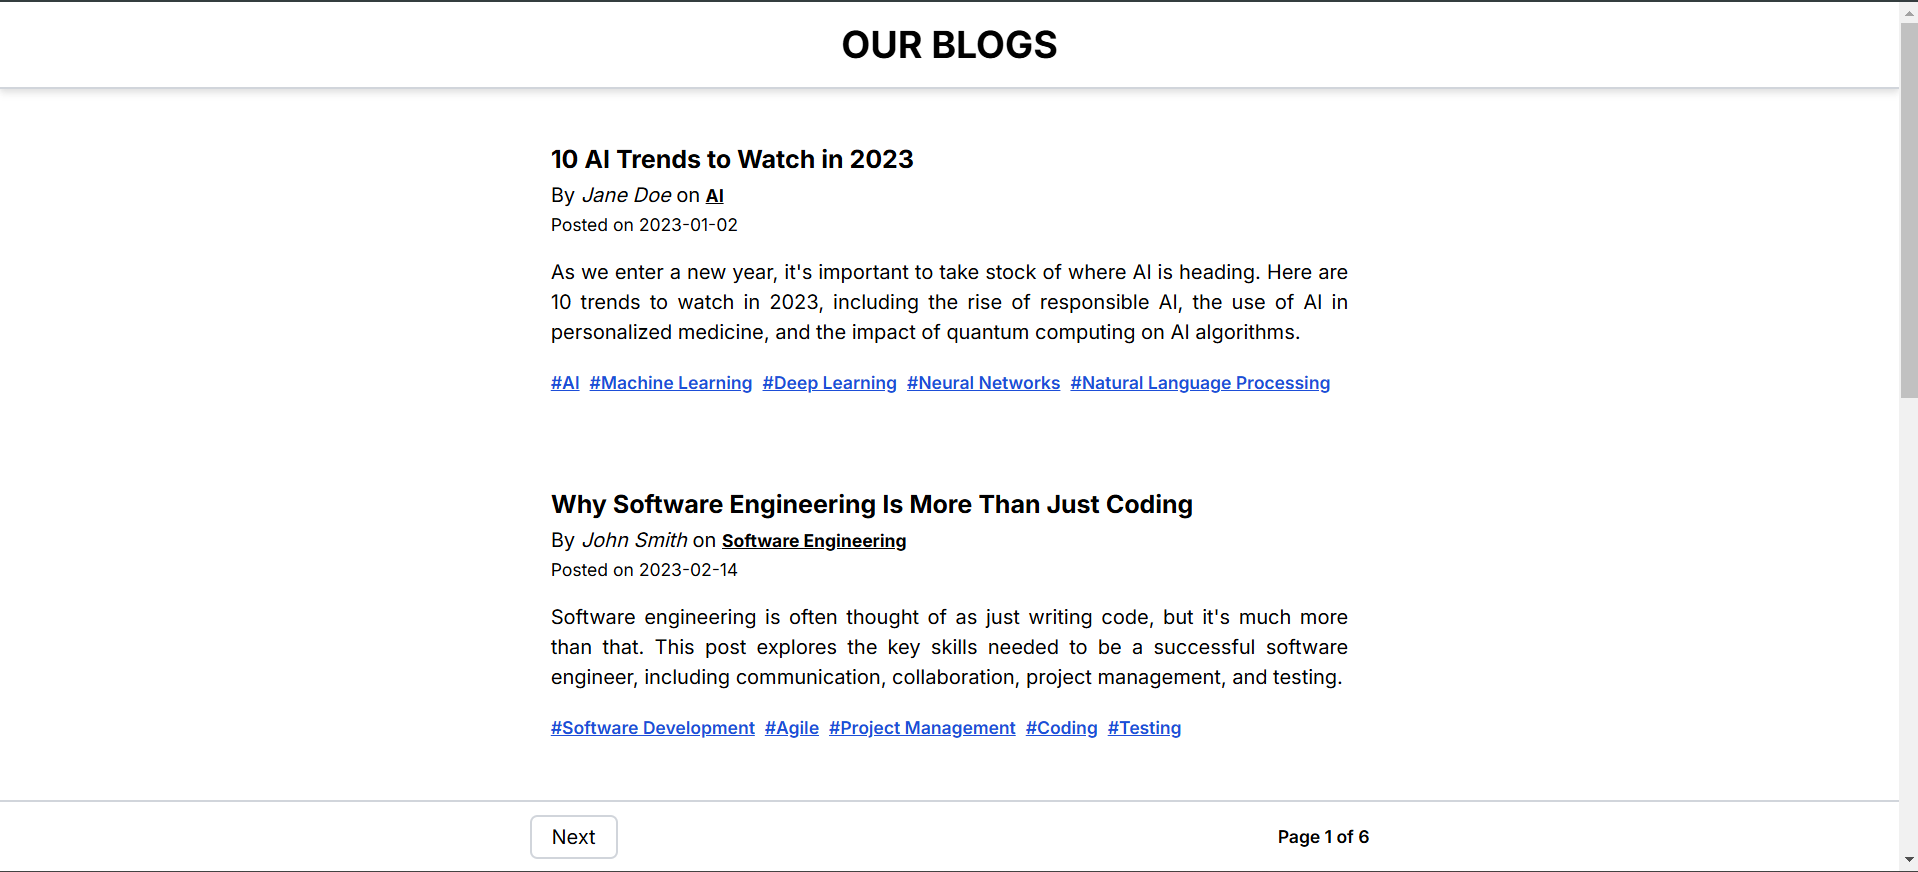 OUR BLOGS
10 AI Trends to Watch in 2023
By Jane Doe on AI
Posted on 2023-01-02
As we enter a new year, it's important to take stock of where AI is heading. Here are
10 trends to watch in 2023, including the rise of responsible AI, the use of AI in
personalized medicine, and the impact of quantum computing on AI algorithms.
#AI #Machine Learning #Deep Learning #Neural Networks #Natural Language Processing
Why Software Engineering Is More Than Just Coding
By John Smith on Software Engineering
Posted on 2023-02-14
Software engineering is often thought of as just writing code, but it's much more
than that. This post explores the key skills needed to be a successful software
engineer, including communication, collaboration, project management, and testing.
#Software Development #Agile #Project Management #Coding #Testing
Next Page 1 of 6